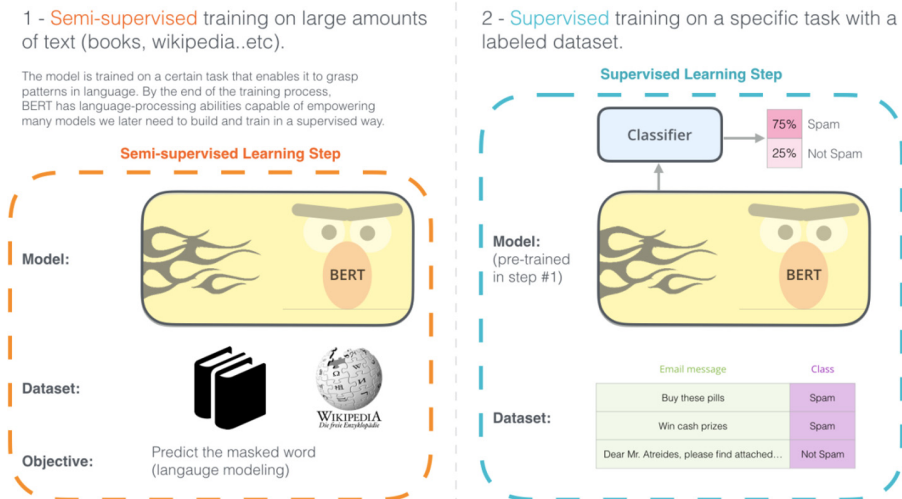 1 - Semi-supervised training on large amounts
of text (books, wikipedia..etc).
The model is trained on a certain task that enables it to grasp
patterns in language. By the end of the training process,
BERT has language-processing abilities capable of empowering
many models we later need to build and train in a supervised way.
Semi-supervised Learning Step
Model:
BERT
Dataset:
WIKIPEDIA
Die freie Enzyklopädie
Objective:
Predict the masked word
(langauge modeling)
2 - Supervised training on a specific task with a
labeled dataset.
Supervised Learning Step
Classifier
75% Spam
25% Not Spam
Model:
(pre-trained
in step #1)
BERT
Dataset:
Email message Class
Buy these pills Spam
Win cash prizes Spam
Dear Mr. Atreides, please find attached... Not Spam